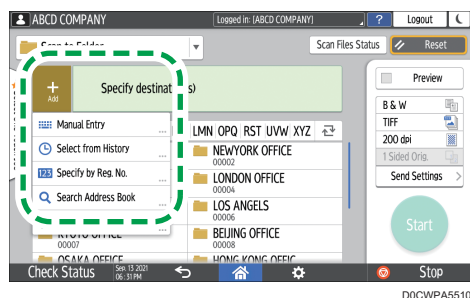 ABCD COMPANY
Logged in: [ABCD COMPANY]
?
Logout
Scan to Folder
Scan Files Status
Reset
Add
Specify destination(s)
Preview
Manual Entry
Select from History
123 Specify by Reg. No.
Search Address Book
LMN OPQ RST UVW XYZ
NEWYORK OFFICE
00002
LONDON OFFICE
00004
LOS ANGELS
00006
KYOTO OFFICE
00007
BEIJING OFFICE
00008
OSAKA OFFICE
HONG KONG OFFIC
B & W
TIFF
200 dpi
1 Sided Orig.
Send Settings
Start
Check Status
Sep. 13 2021
06:31 PM
Stop
D0CWPA5510